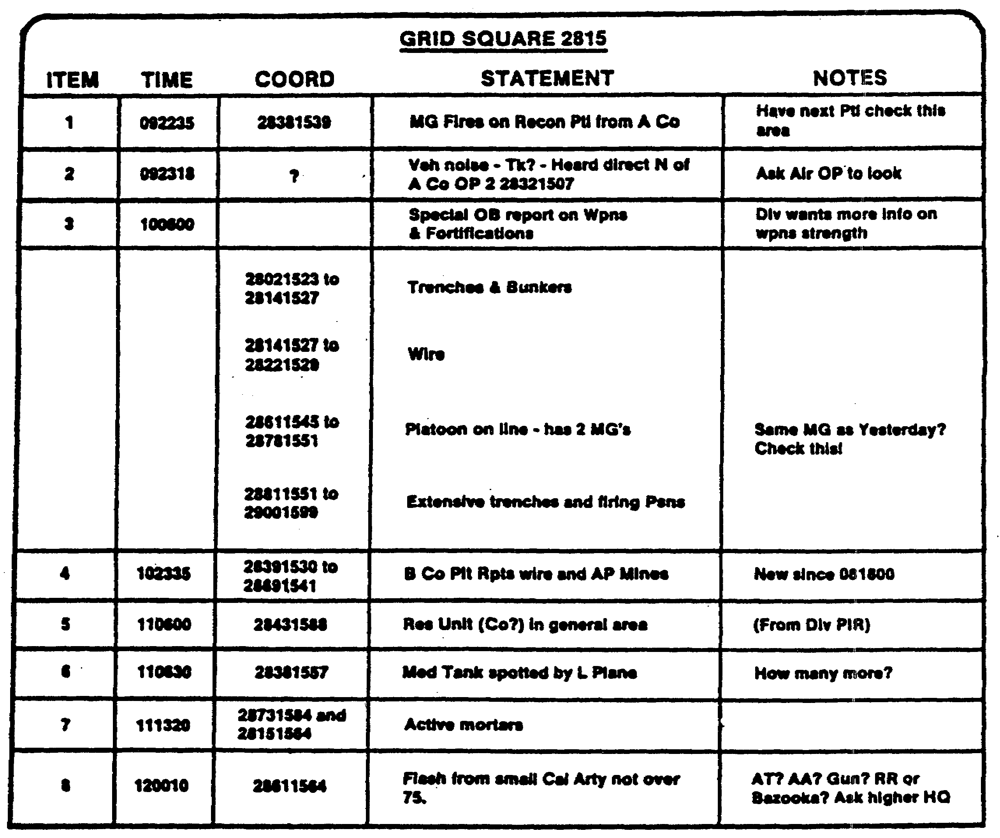 GRID SQUARE 2815
ITEM TIME COORD STATEMENT NOTES
1 092235 28381539 MG Fires on Recon Ptl from A Co Have next Ptl check this
area
2 092318 ? Veh noise - Tk? - Heard direct N of
A Co OP 2 28321507 Ask Air OP to look
3 100600 Special OB report on Wpns
& Fortifications Div wants more info on
wpns strength
28021523 to
28141527 Trenches & Bunkers
28141527 to
28221529 Wire
28611545 to
28781551 Platoon on line - has 2 MG's Same MG as Yesterday?
Check this!
28811551 to
29001599 Extensive trenches and firing Psns
4 102335 28391530 to
28691541 B Co Plt Rpts wire and AP Mines New since
5 110600 28431588 Res Unit (Co?) in general area (From Div PIR)
6 110630 28381557 Med Tank spotted by L Plane How many more?
7 111320 28731584 and
28151564 Active mortars
8 120010 28611564 Flash from small Cal Arty not over
75. AT? AA? Gun? RR or
Bazooka? Ask higher HQ